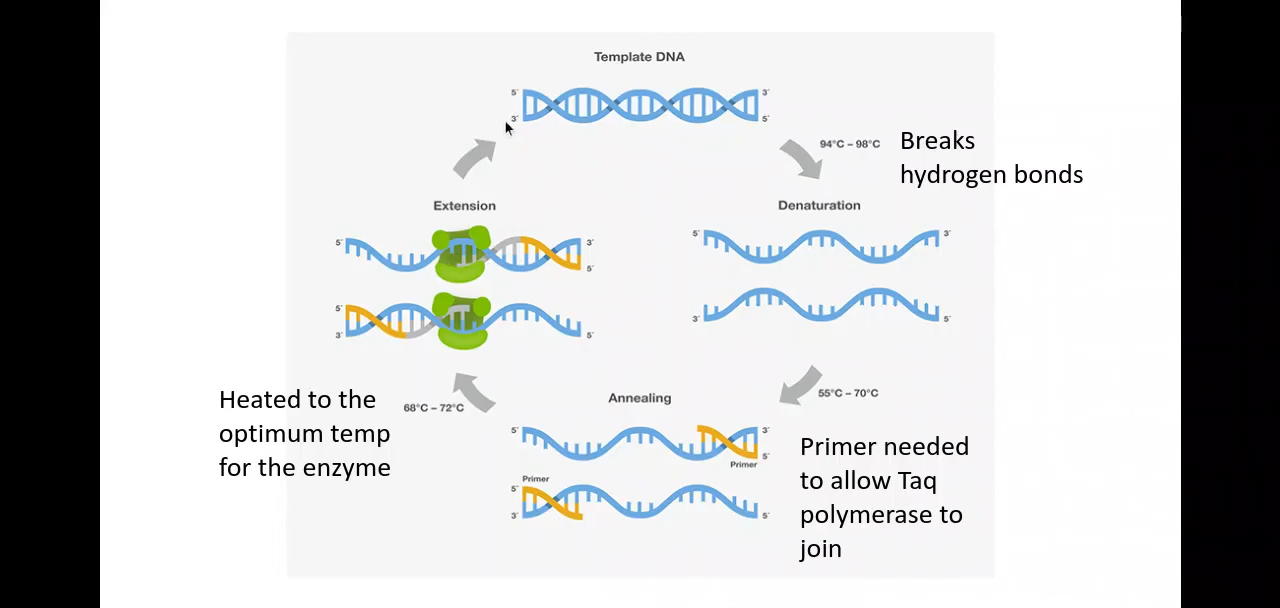 Template DNA
5´ 3´
3´ 5´
94°C – 98°C
Breaks
hydrogen bonds
Extension
Denaturation
5´ 3´
5´
5´ 3´
5´
3´ 5´
3´ 5´
Heated to the
optimum temp
for the enzyme
68°C – 72°C
Annealing
55°C – 70°C
5´ 3´
5´
Primer
Primer
5´
3´ 5´
Primer needed
to allow Taq
polymerase to
join